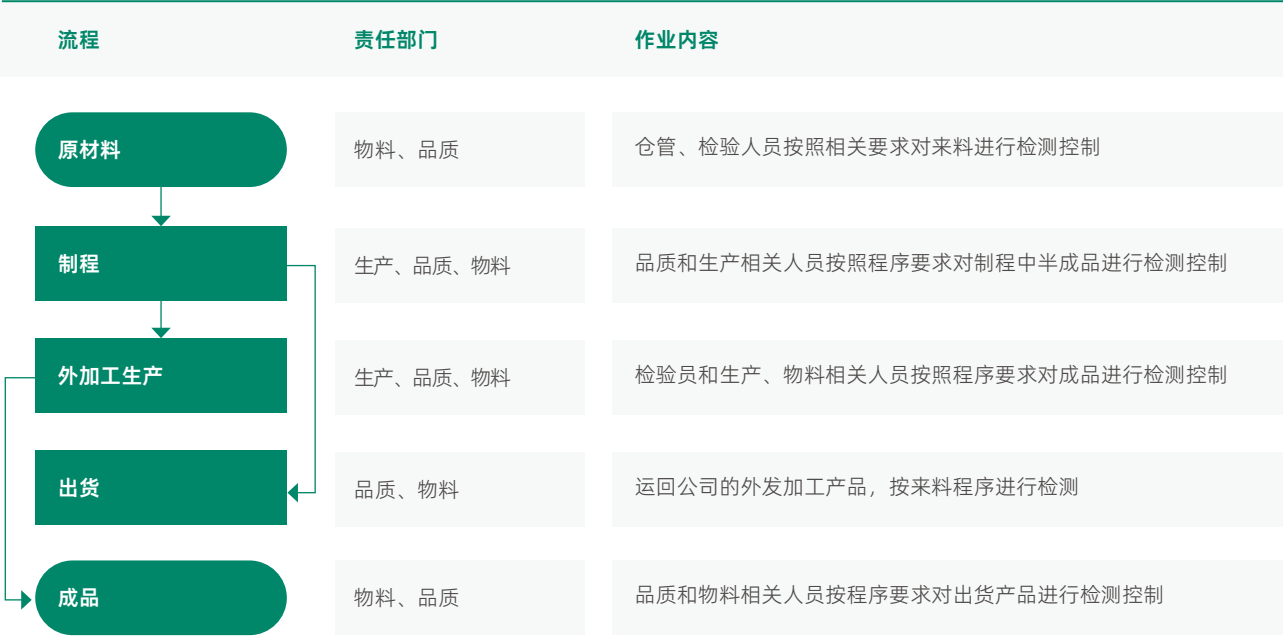 流程 责任部门 作业内容
原材料 物料、品质 仓管、检验人员按照相关要求对来料进行检测控制
制程 生产、品质、物料 品质和生产相关人员按照程序要求对制程中半成品进行检测控制
外加工生产 生产、品质、物料 检验员和生产、物料相关人员按照程序要求对成品进行检测控制
出货 品质、物料 运回公司的外发加工产品，按来料程序进行检测
成品 物料、品质 品质和物料相关人员按程序要求对出货产品进行检测控制